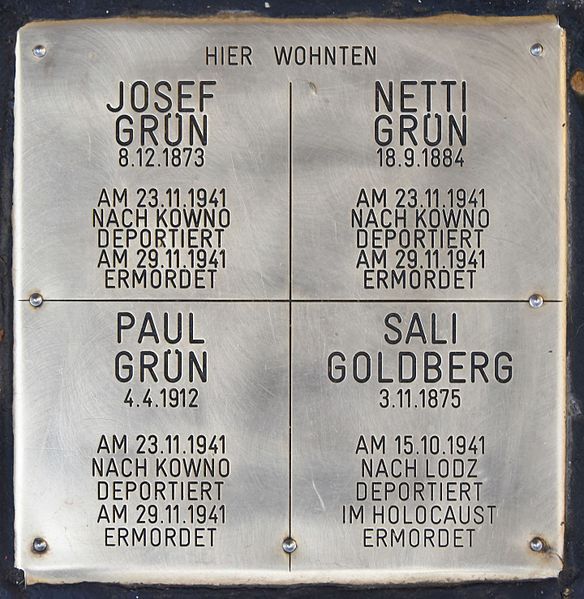 HIER WOHNTEN
JOSEF
GRÜN
8.12.1873
AM 23.11.1941
NACH KOWNO
DEPORTIERT
AM 29.11.1941
ERMORDET
NETTI
GRÜN
18.9.1884
AM 23.11.1941
NACH KOWNO
DEPORTIERT
AM 29.11.1941
ERMORDET
PAUL
GRÜN
4.4.1912
AM 23.11.1941
NACH KOWNO
DEPORTIERT
AM 29.11.1941
ERMORDET
SALI
GOLDBERG
3.11.1875
AM 15.10.1941
NACH LODZ
DEPORTIERT
IM HOLOCAUST
ERMORDET